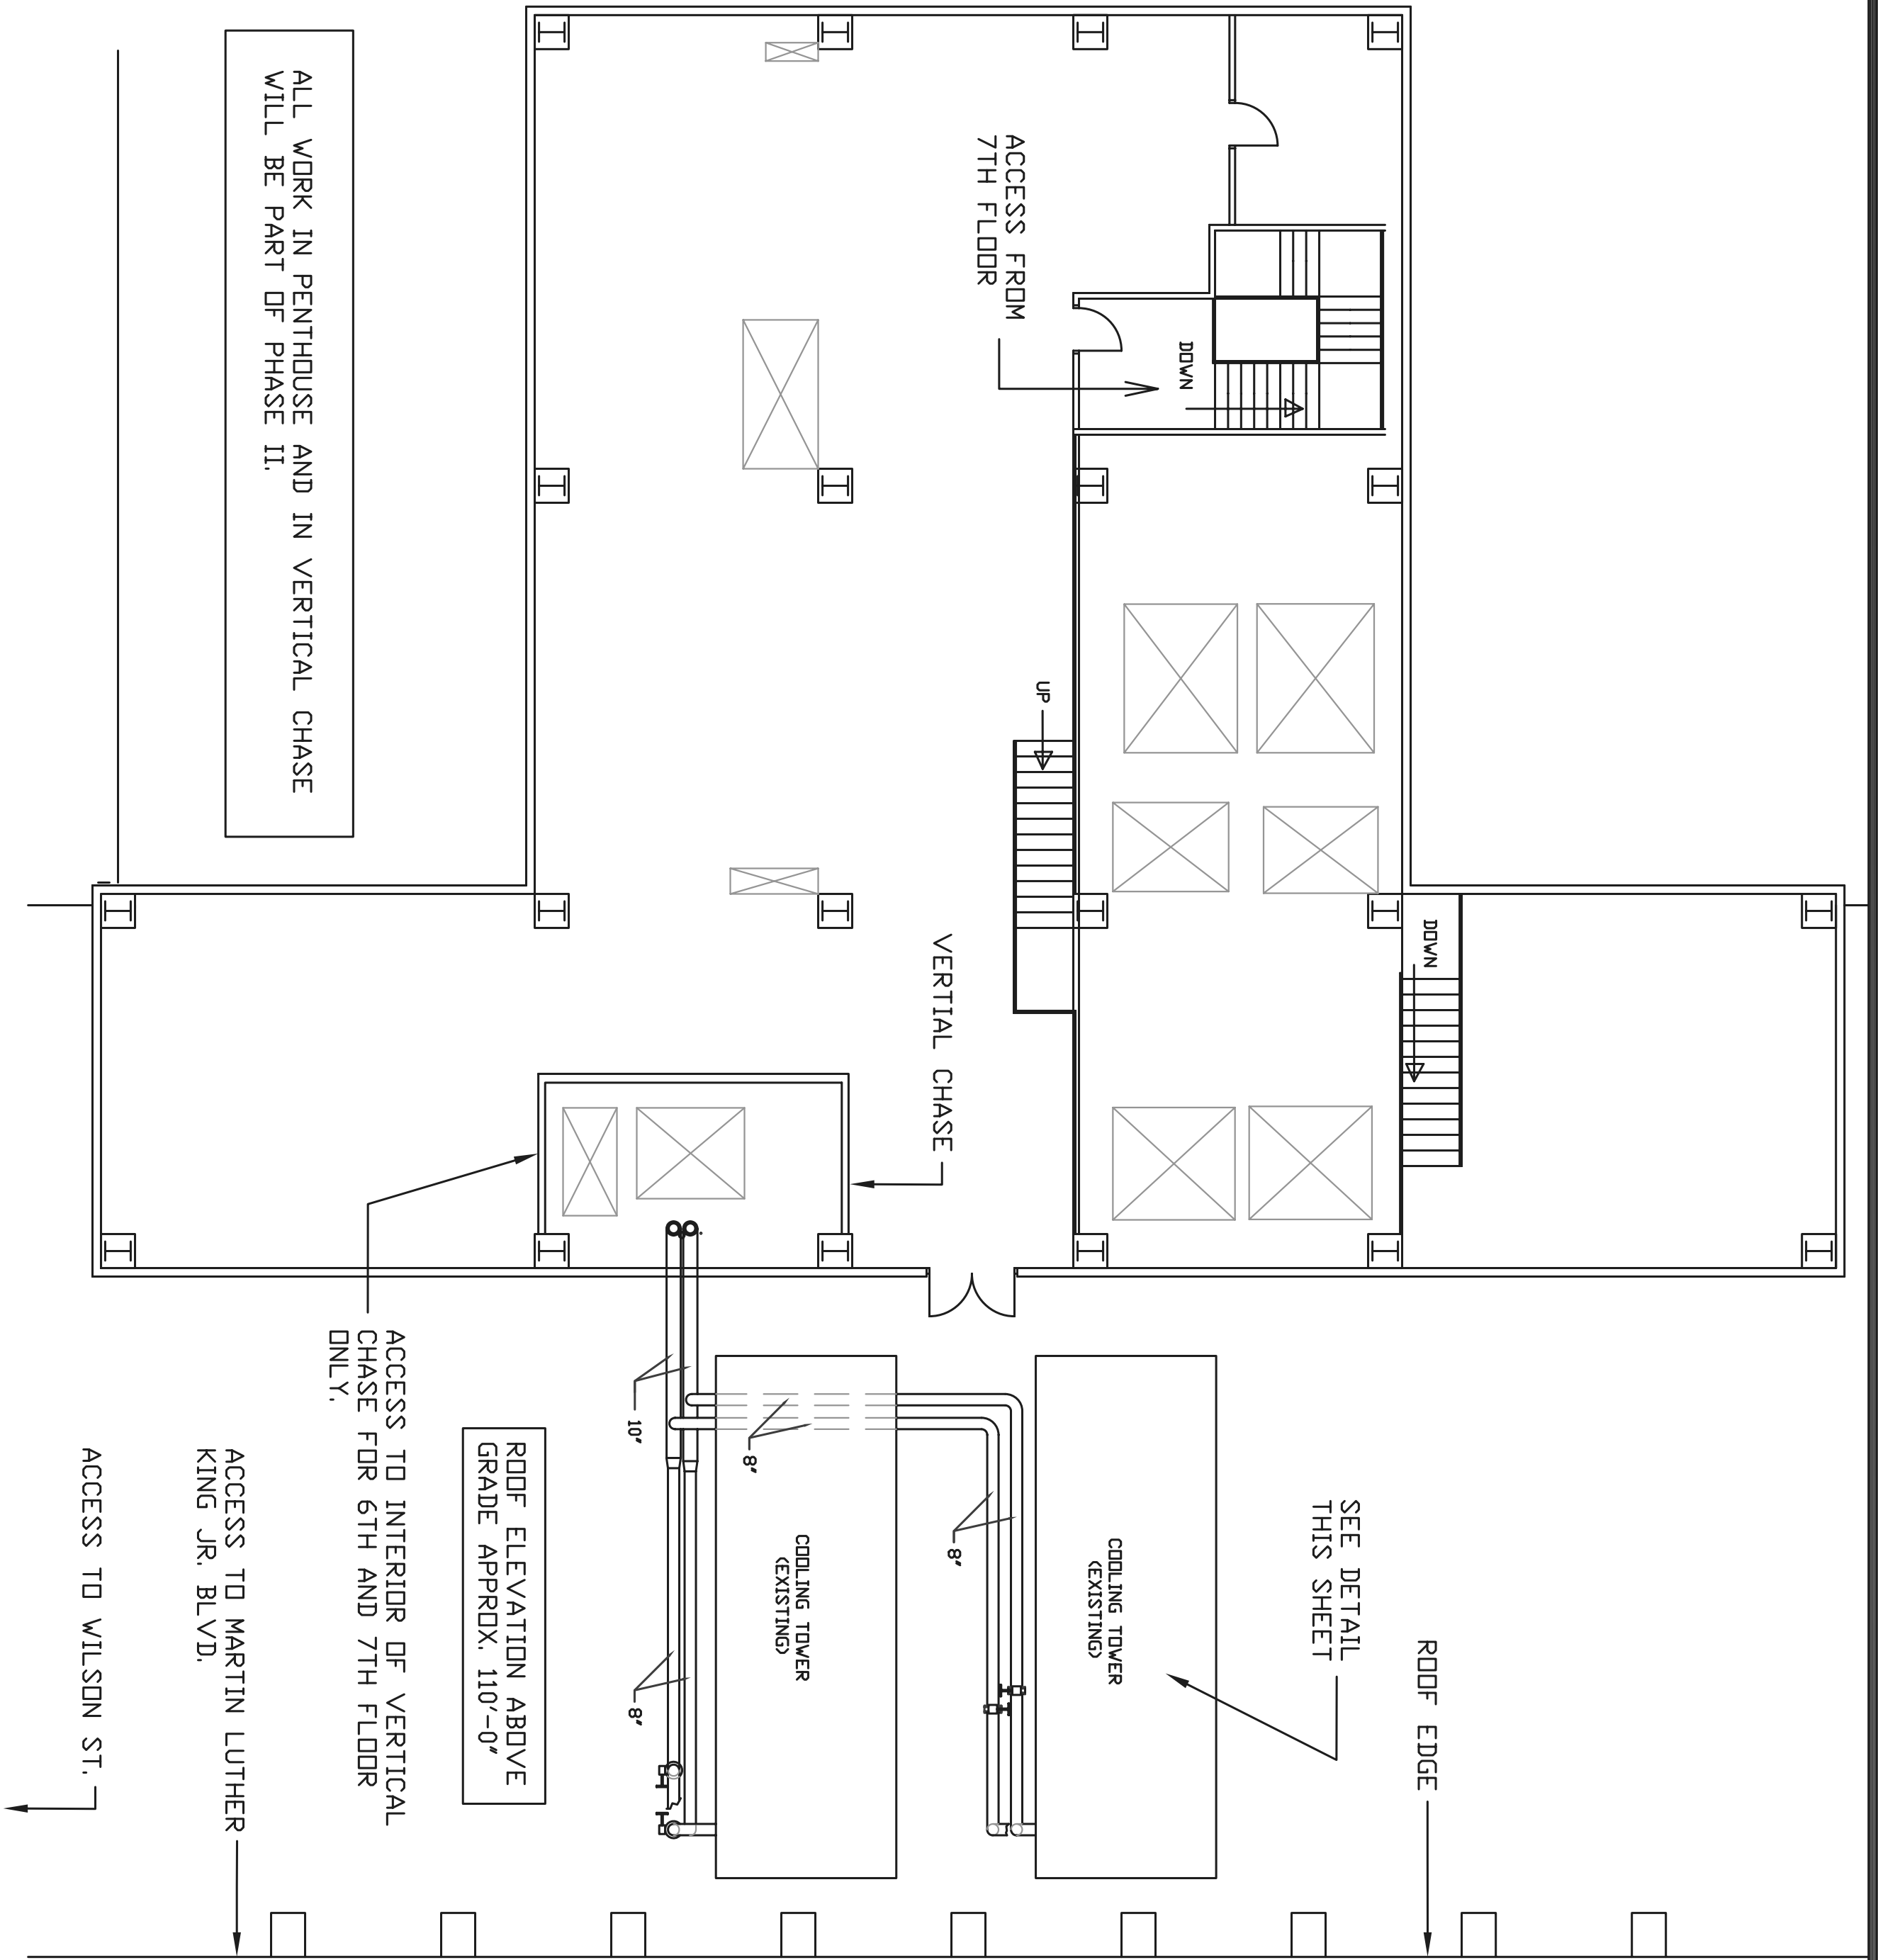 ALL WORK IN PENTHOUSE AND IN VERTICAL CHASE
WILL BE PART OF PHASE II.
ACCESS FROM
7TH FLOOR
DOWN
UP
DOWN
VERTIAL CHASE
SEE DETAIL
THIS SHEET
ROOF EDGE
COOLING TOWER
(EXISTING)
8"
COOLING TOWER
(EXISTING)
8"
10"
8"
ROOF ELEVATION ABOVE
GRADE APPROX. 110'-0"
ACCESS TO INTERIOR OF VERTICAL
CHASE FOR 6TH AND 7TH FLOOR
ONLY.
ACCESS TO MARTIN LUTHER
KING JR. BLVD.
ACCESS TO WILSON ST.